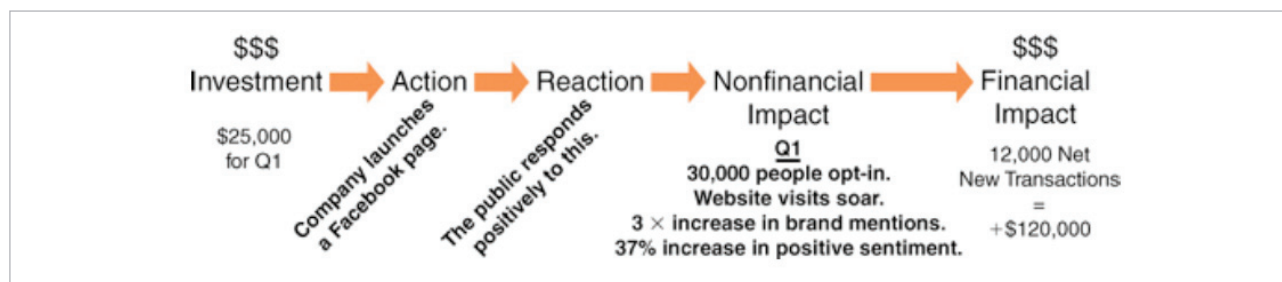 $$$
Investment
$25,000
for Q1
Action
Company launches
a Facebook page.
Reaction
The public responds
positively to this.
Nonfinancial
Impact
Q1
30,000 people opt-in.
Website visits soar.
3 × increase in brand mentions.
37% increase in positive sentiment.
$$$
Financial
Impact
12,000 Net
New Transactions
=
+$120,000